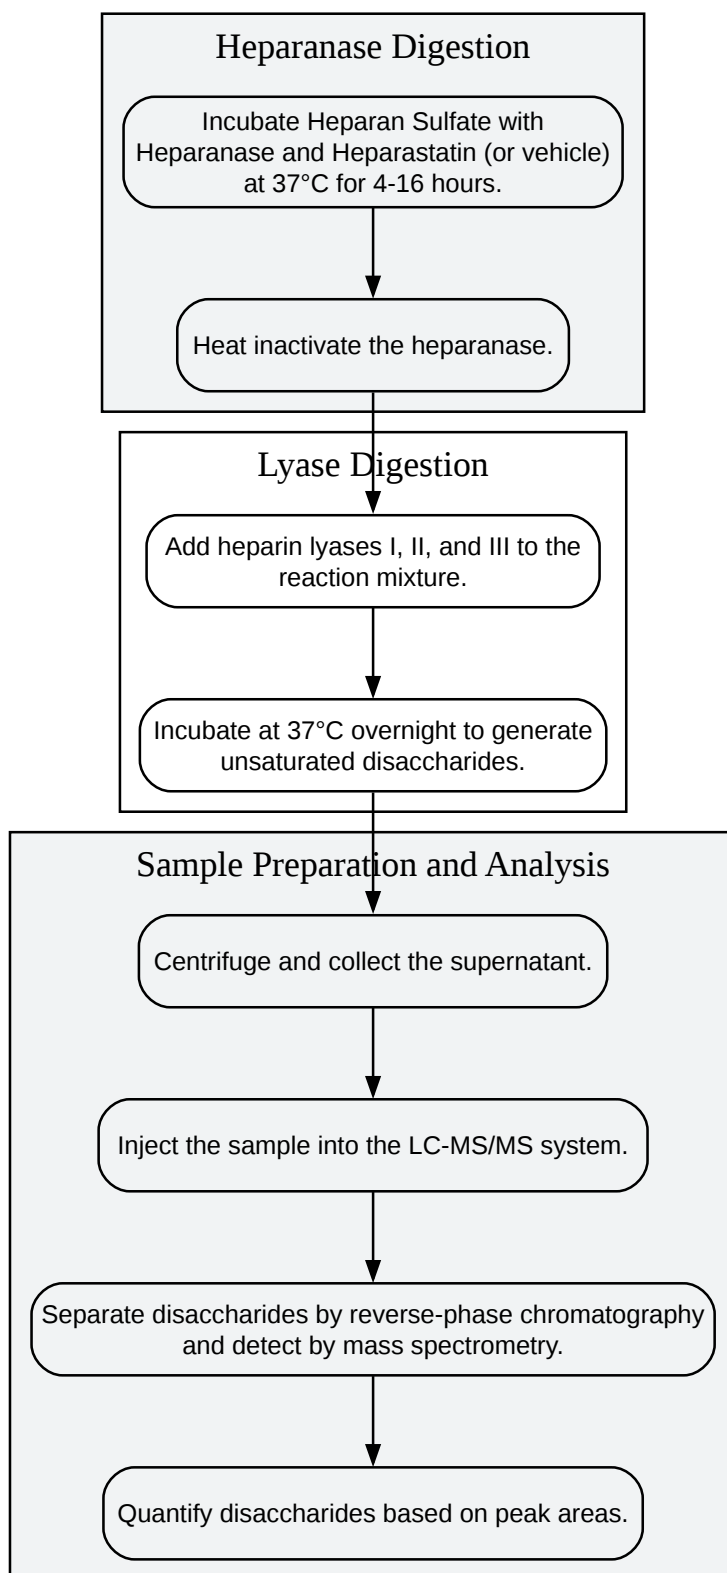 Heparanase Digestion
Incubate Heparan Sulfate with
Heparanase and Heparastatin (or vehicle)
at 37°C for 4-16 hours.
Heat inactivate the heparanase.
Lyase Digestion
Add heparin lyases I, II, and III to the
reaction mixture.
Incubate at 37°C overnight to generate
unsaturated disaccharides.
Sample Preparation and Analysis
Centrifuge and collect the supernatant.
Inject the sample into the LC-MS/MS system.
Separate disaccharides by reverse-phase chromatography
and detect by mass spectrometry.
Quantify disaccharides based on peak areas.